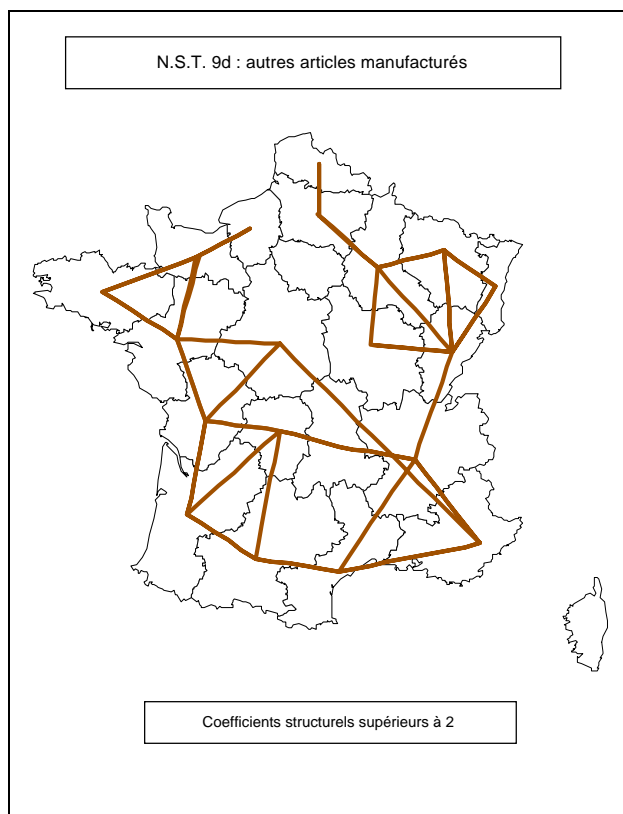 N.S.T. 9d : autres articles manufacturés
Coefficients structurels supérieurs à 2